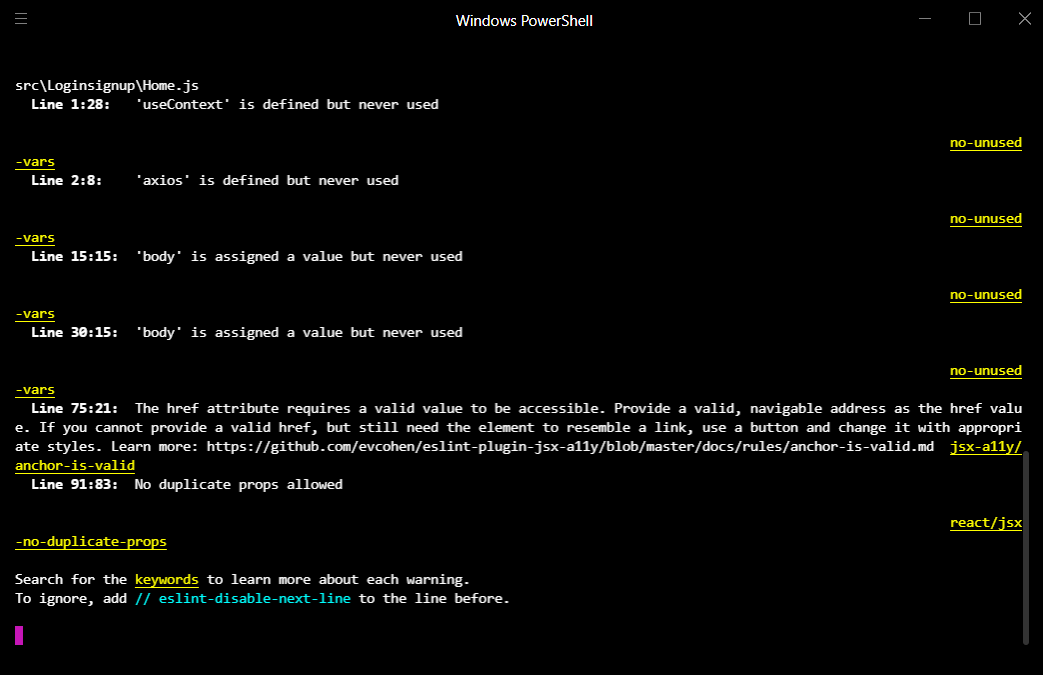 Windows PowerShell
src\Loginsignup\Home.js
Line 1:28: 'useContext' is defined but never used
no-unused
-vars
Line 2:8: 'axios' is defined but never used
no-unused
-vars
Line 15:15: 'body' is assigned a value but never used
no-unused
-vars
Line 30:15: 'body' is assigned a value but never used
no-unused
-vars
Line 75:21: The href attribute requires a valid value to be accessible. Provide a valid, navigable address as the href valu
e. If you cannot provide a valid href, but still need the element to resemble a link, use a button and change it with appropri
ate styles. Learn more: https://github.com/evcohen/eslint-plugin-jsx-a11y/blob/master/docs/rules/anchor-is-valid.md jsx-a11y/
anchor-is-valid
Line 91:83: No duplicate props allowed
react/jsx
-no-duplicate-props
Search for the keywords to learn more about each warning.
To ignore, add // eslint-disable-next-line to the line before.